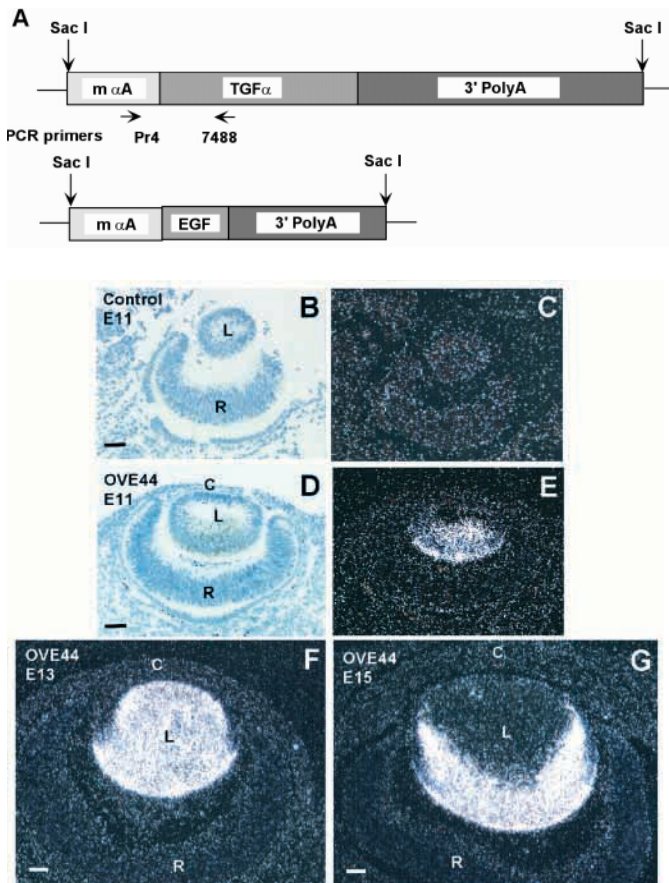 A
Sac I Sac I
m αA TGFα 3' PolyA
PCR primers Pr4 7488
Sac I Sac I
m αA EGF 3' PolyA
Control
E11
B
L
R
C
OVE44
E11
D
C
L
R
E
OVE44
E13
F
C
L
R
OVE44
E15
G
C
L
R